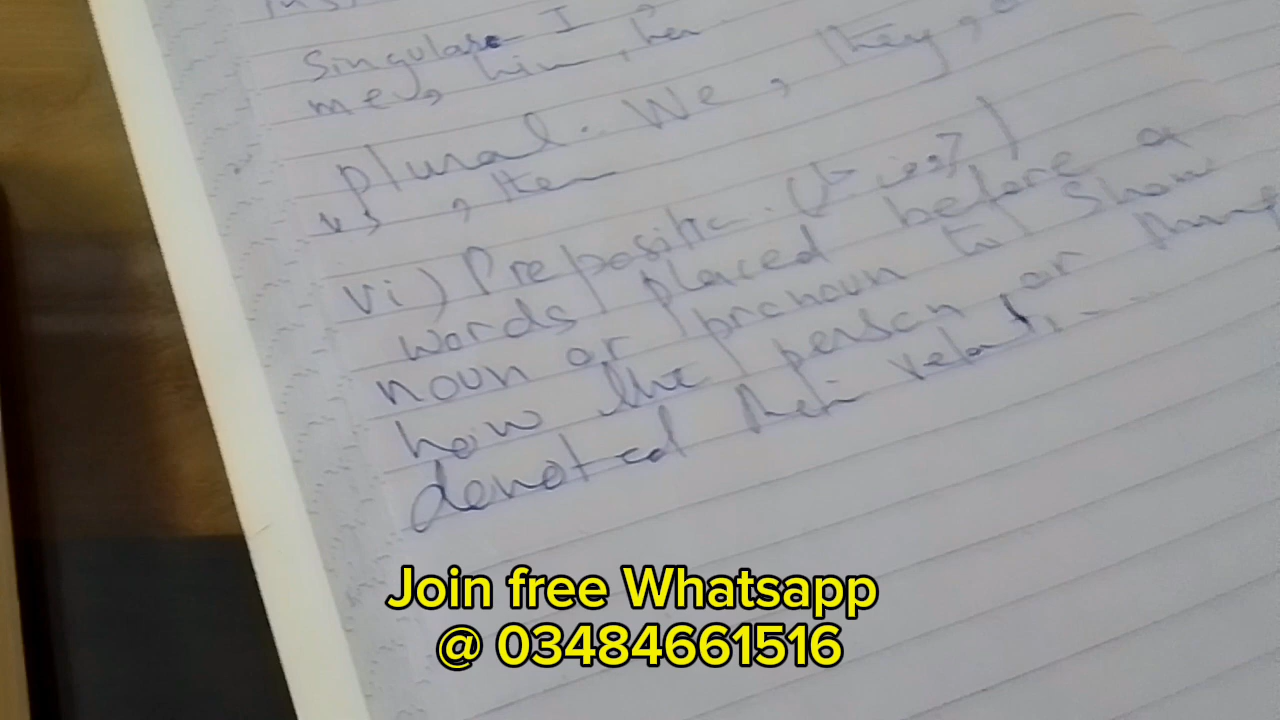 Singular I
me, him, her
plural. We, they,
us, them
vi) Preposition.
words placed before a
noun or pronoun to show
how the person or thing
denoted their relation
Join free Whatsapp
@ 03484661516